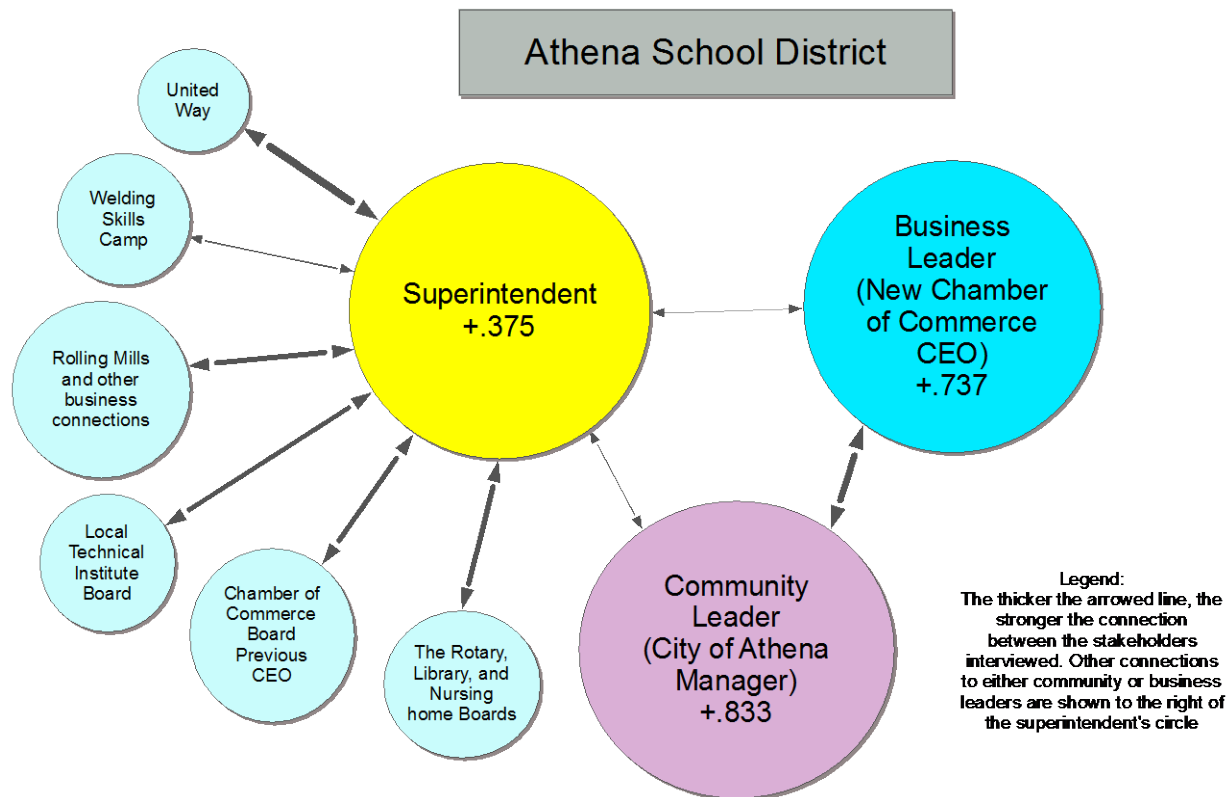 Athena School District
United
Way
Welding
Skills
Camp
Rolling Mills
and other
business
connections
Local
Technical
Institute
Board
Chamber of
Commerce
Board
Previous
CEO
The Rotary,
Library, and
Nursing
home Boards
Superintendent
+.375
Business
Leader
(New Chamber
of Commerce
CEO)
+.737
Community
Leader
(City of Athena
Manager)
+.833
Legend:
The thicker the arrowed line, the
stronger the connection
between the stakeholders
interviewed. Other connections
to either community or business
leaders are shown to the right of
the superintendent's circle